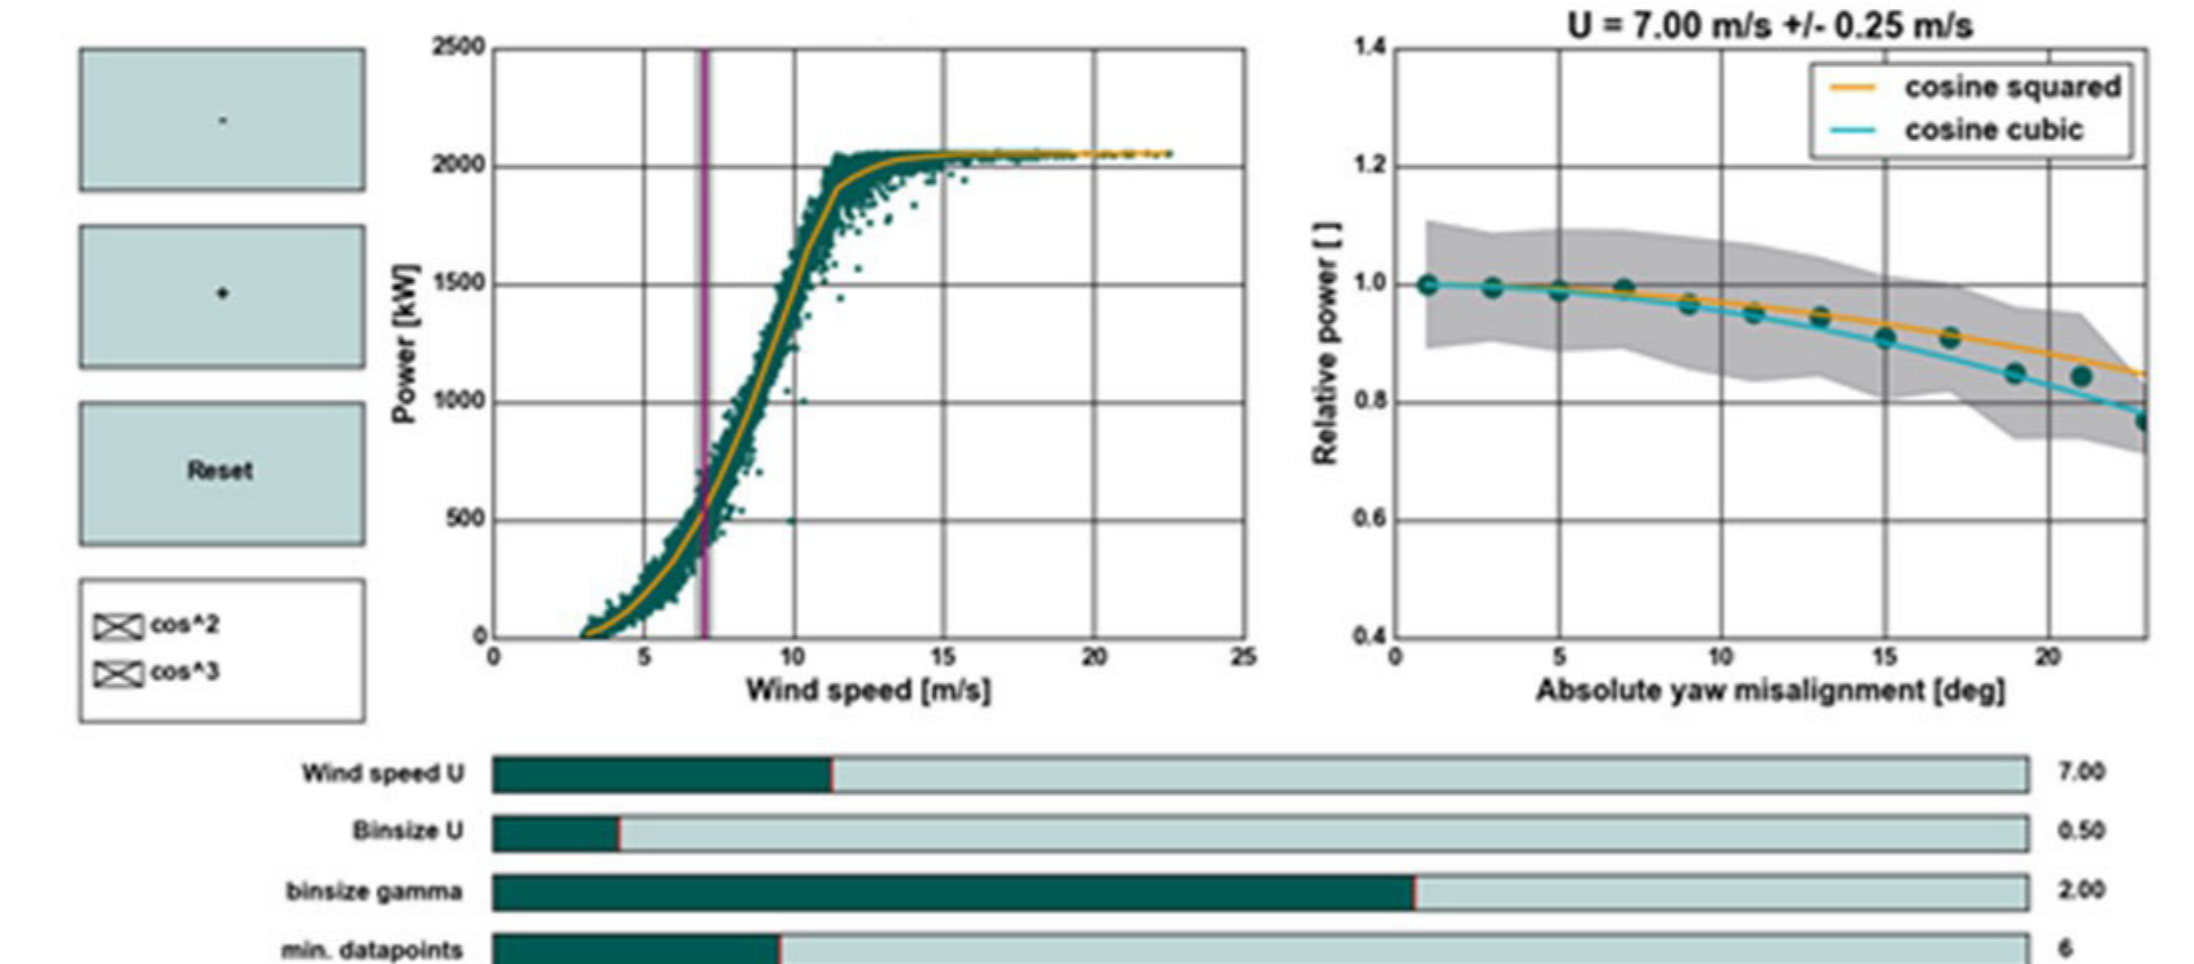 -
+
Reset
cos^2
cos^3
2500
2000
1500
1000
500
0
Power [kW]
0 5 10 15 20 25
Wind speed [m/s]
U = 7.00 m/s +/- 0.25 m/s
cosine squared
cosine cubic
1.4
1.2
1.0
0.8
0.6
0.4
Relative power [ ]
0 5 10 15 20
Absolute yaw misalignment [deg]
Wind speed U 7.00
Binsize U 0.50
binsize gamma 2.00
min. datapoints 6